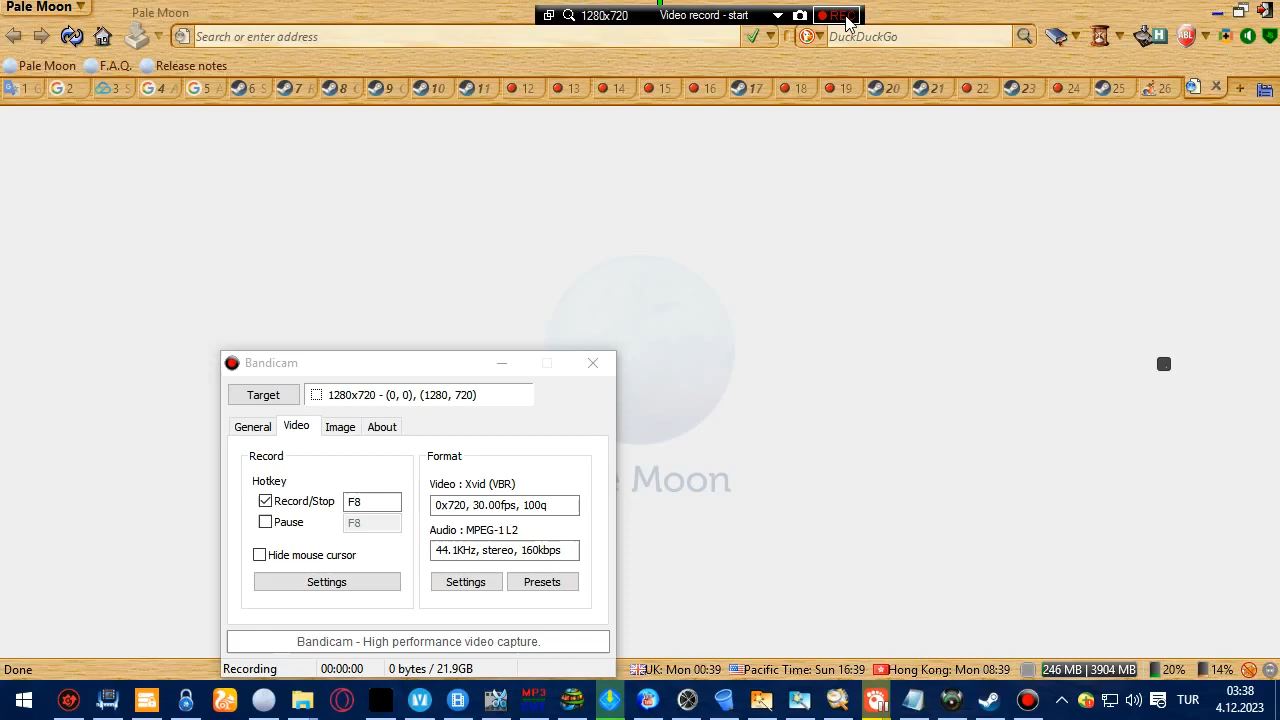 Pale Moon
Pale Moon
1280x720
Video record - start
REC
Search or enter address
DuckDuckGo
H
ABL
Pale Moon
F.A.Q.
Release notes
1 G
2
3 S
4
5
6 S
7
8
9
10
11
12
13
14
15
16
17
18
19
20
21
22
23
24
25
26
Moon
Bandicam
Target
1280x720 - (0, 0), (1280, 720)
General
Video
Image
About
Record
Format
Hotkey
Video : Xvid (VBR)
Record/Stop
F8
0x720, 30.00fps, 100q
Pause
F8
Audio : MPEG-1 L2
44.1KHz, stereo, 160kbps
Hide mouse cursor
Settings
Settings
Presets
Bandicam - High performance video capture.
Recording
00:00:00
0 bytes / 21.9GB
Done
UK: Mon 00:39
Pacific Time: Sun 16:39
Hong Kong: Mon 08:39
246 MB | 3904 MB
20%
14%
MP3
TUR
03:38
4.12.2023